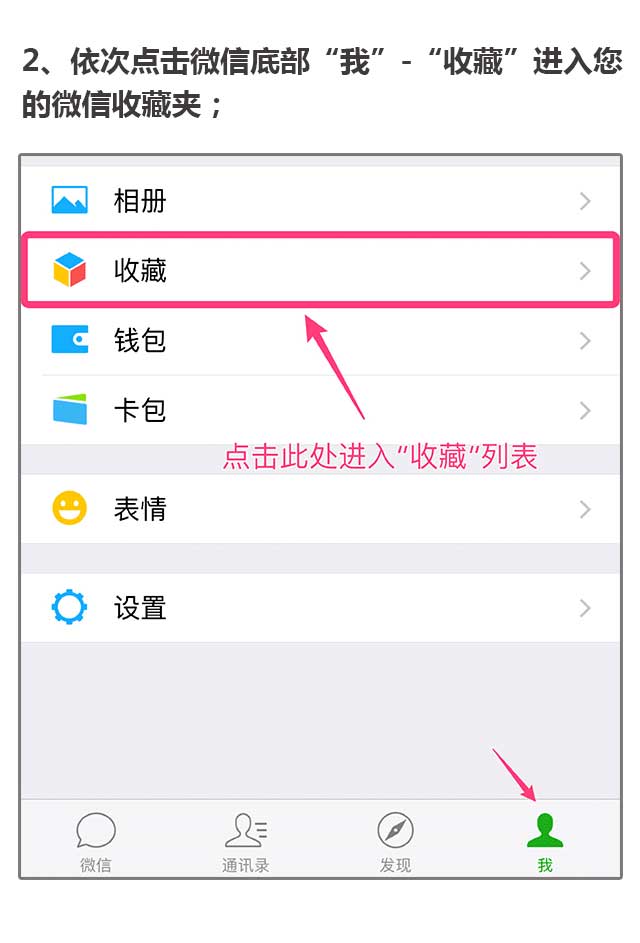 2、依次点击微信底部“我”-“收藏”进入您
的微信收藏夹；
相册
收藏
钱包
卡包
点击此处进入“收藏”列表
表情
设置
微信 通讯录 发现 我